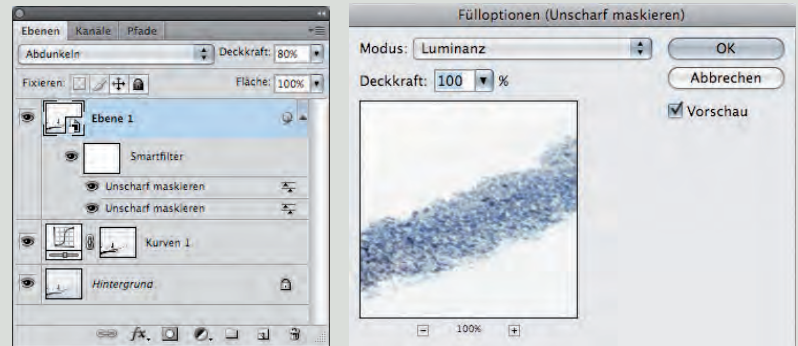 Ebenen Kanäle Pfade
Abdunkeln Deckkraft: 80%
Fixieren: Fläche: 100%
Ebene 1
Smartfilter
Unscharf maskieren
Unscharf maskieren
Kurven 1
Hintergrund
fx.
Fülloptionen (Unscharf maskieren)
Modus: Luminanz
OK
Deckkraft: 100 %
Abbrechen
Vorschau
100%